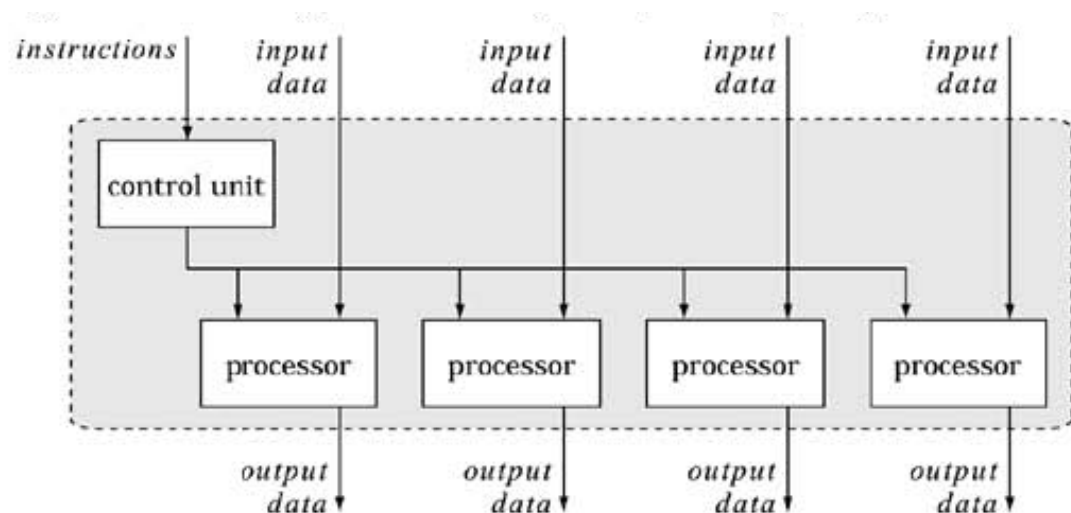 instructions
input
data
input
data
input
data
input
data
control unit
processor
processor
processor
processor
output
data
output
data
output
data
output
data